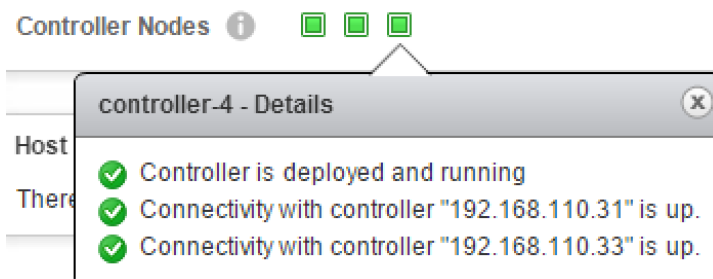 Controller Nodes i
controller-4 - Details x
Host
Controller is deployed and running
There
Connectivity with controller "192.168.110.31" is up.
Connectivity with controller "192.168.110.33" is up.